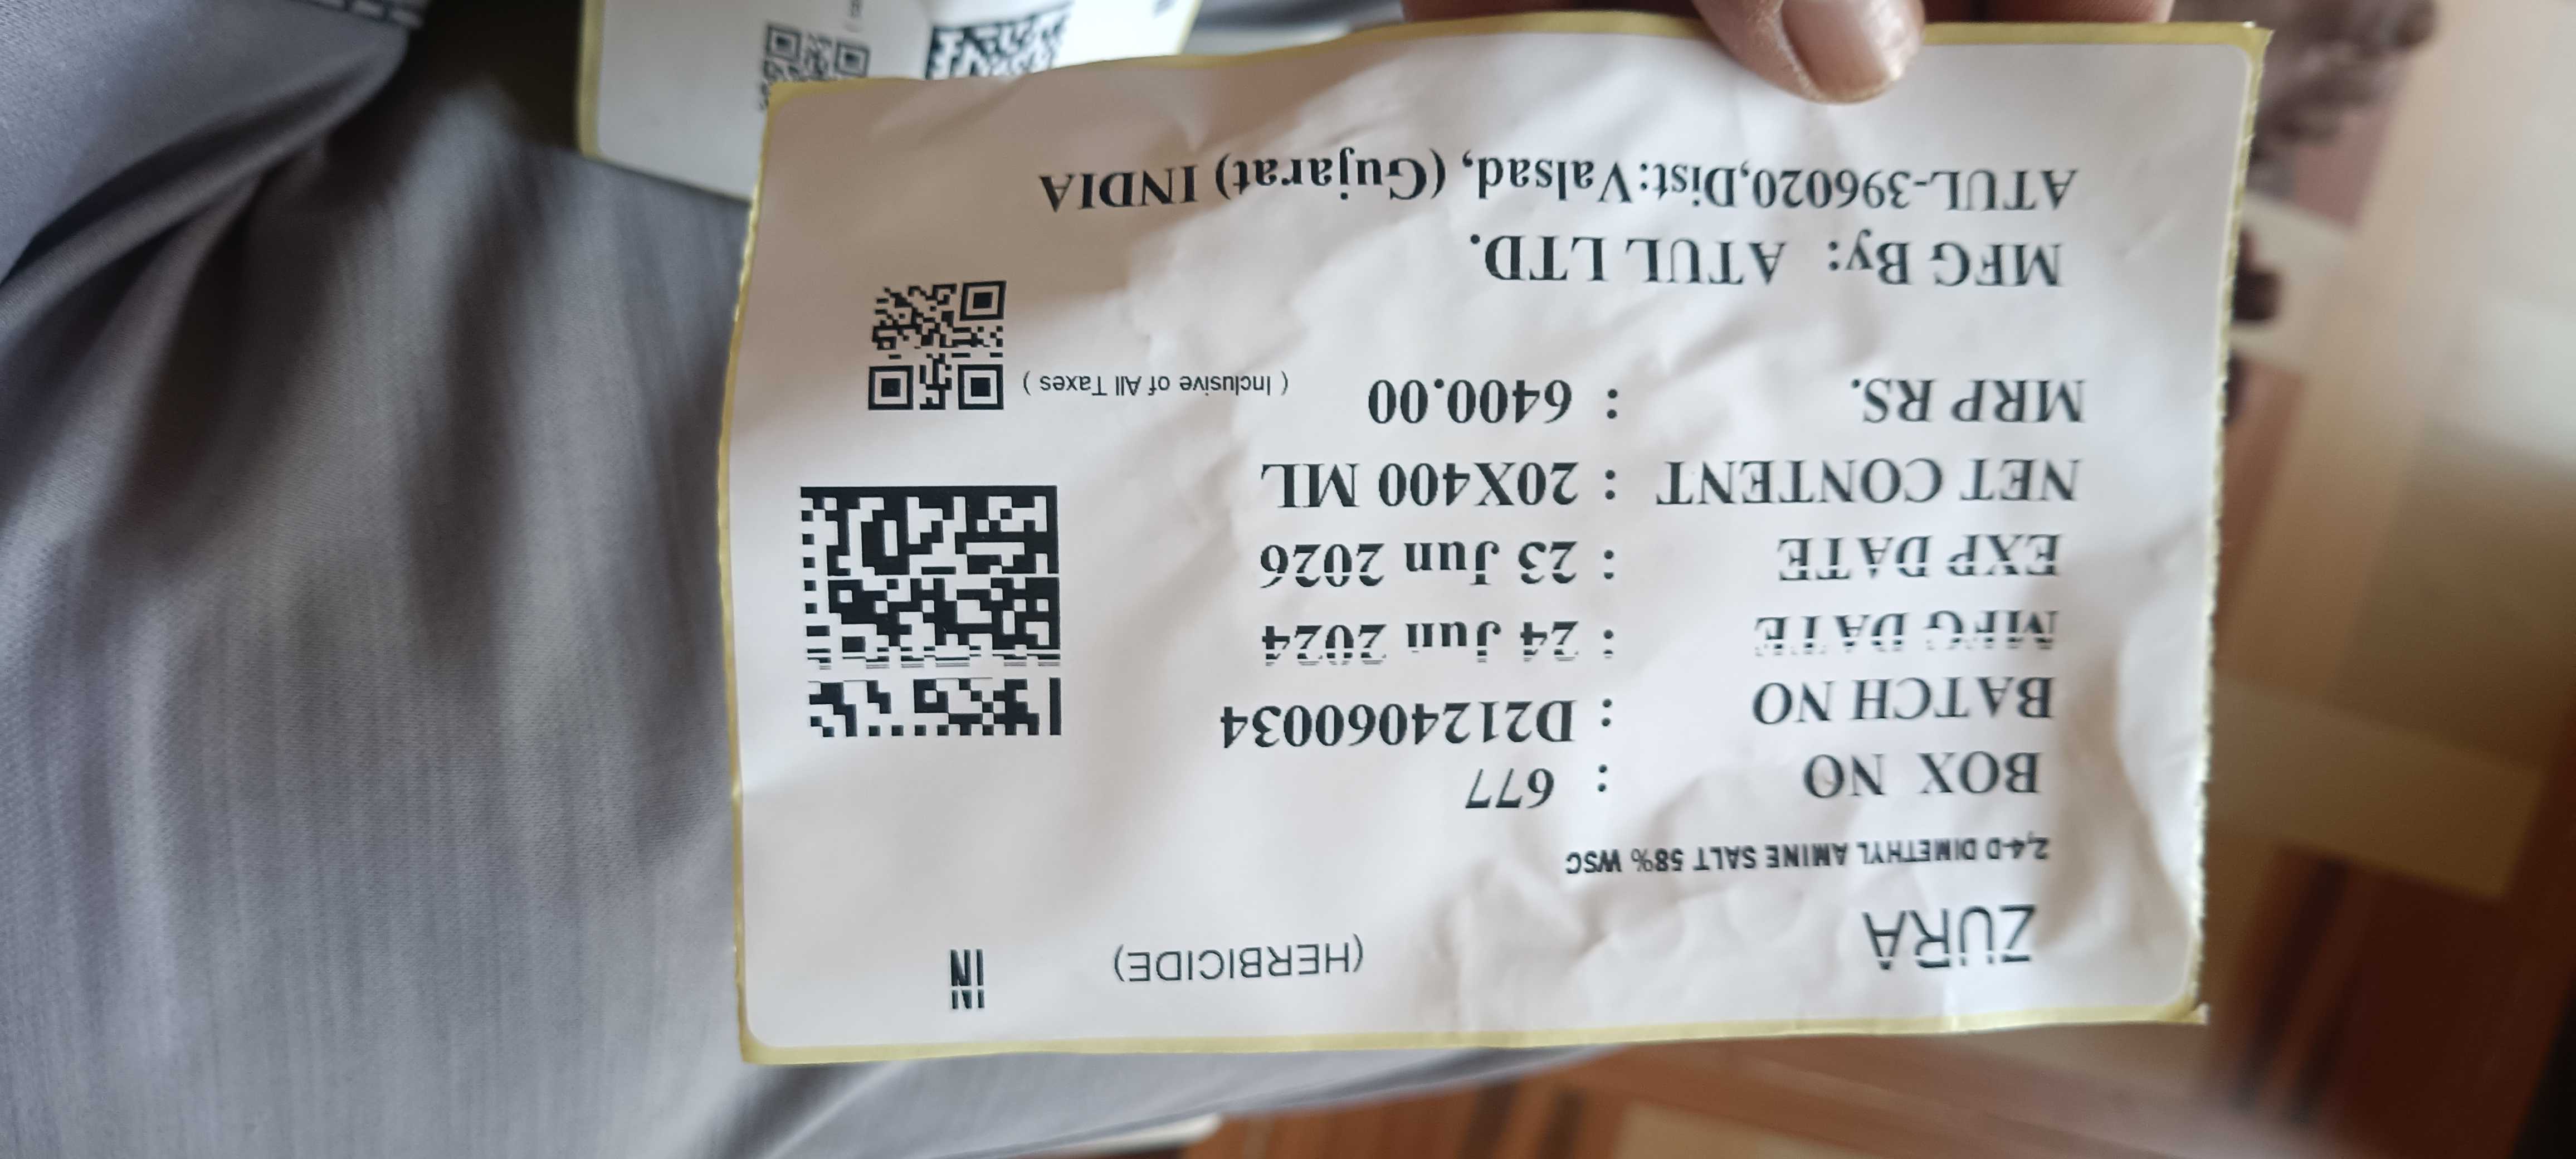 ZURA (HERBICIDE) IN
2,4-D DIMETHYL AMINE SALT 58% WSC
BOX NO : 677
BATCH NO : D2124060034
MFG DATE : 24 Jun 2024
EXP DATE : 23 Jun 2026
NET CONTENT : 20X400 ML
MRP RS. : 6400.00 ( Inclusive of All Taxes )
MFG By: ATUL LTD.
ATUL-396020,Dist:Valsad, (Gujarat) INDIA